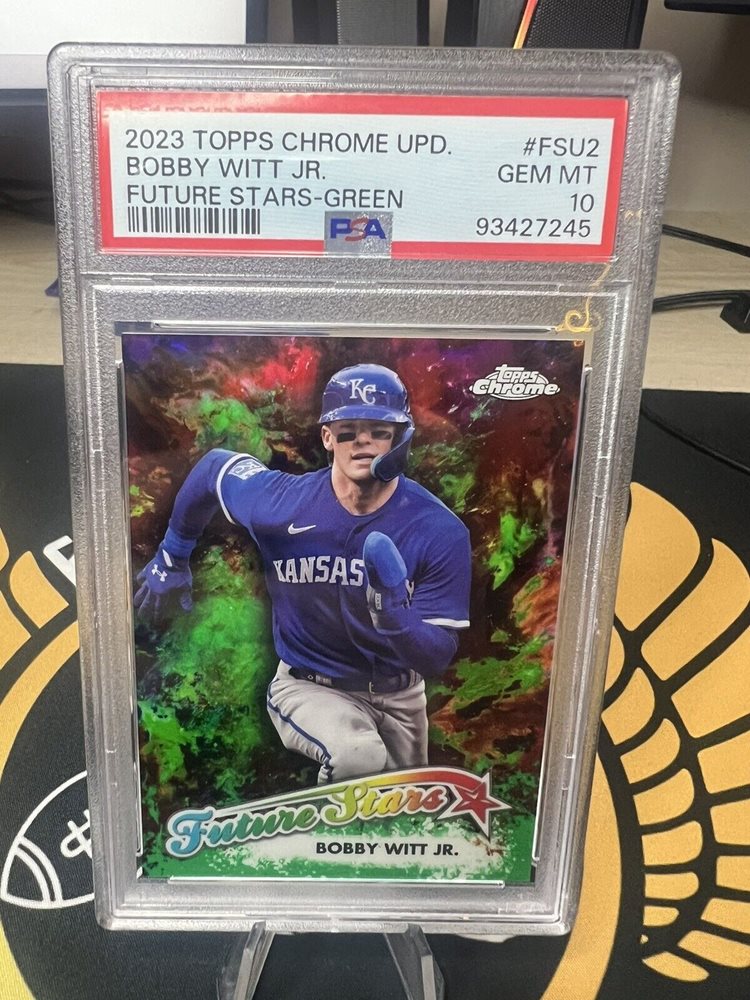 2023 TOPPS CHROME UPD. #FSU2
BOBBY WITT JR. GEM MT
FUTURE STARS-GREEN 10
PSA 93427245
topps
Chrome
KC
KANSAS
Future Stars
BOBBY WITT JR.